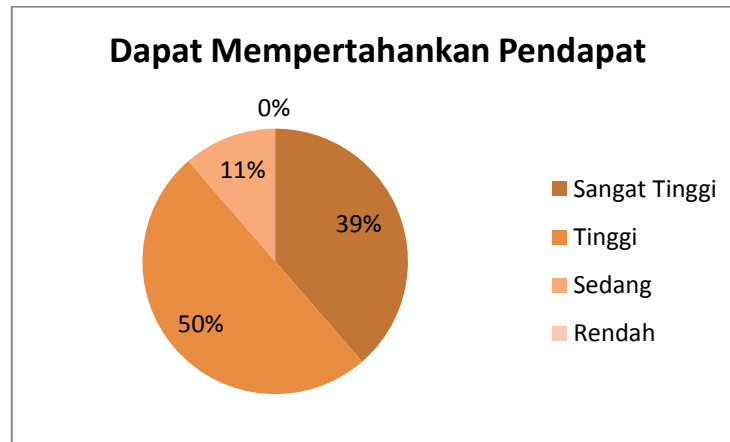 Dapat Mempertahankan Pendapat
0%
11%
39%
50%
Sangat Tinggi
Tinggi
Sedang
Rendah